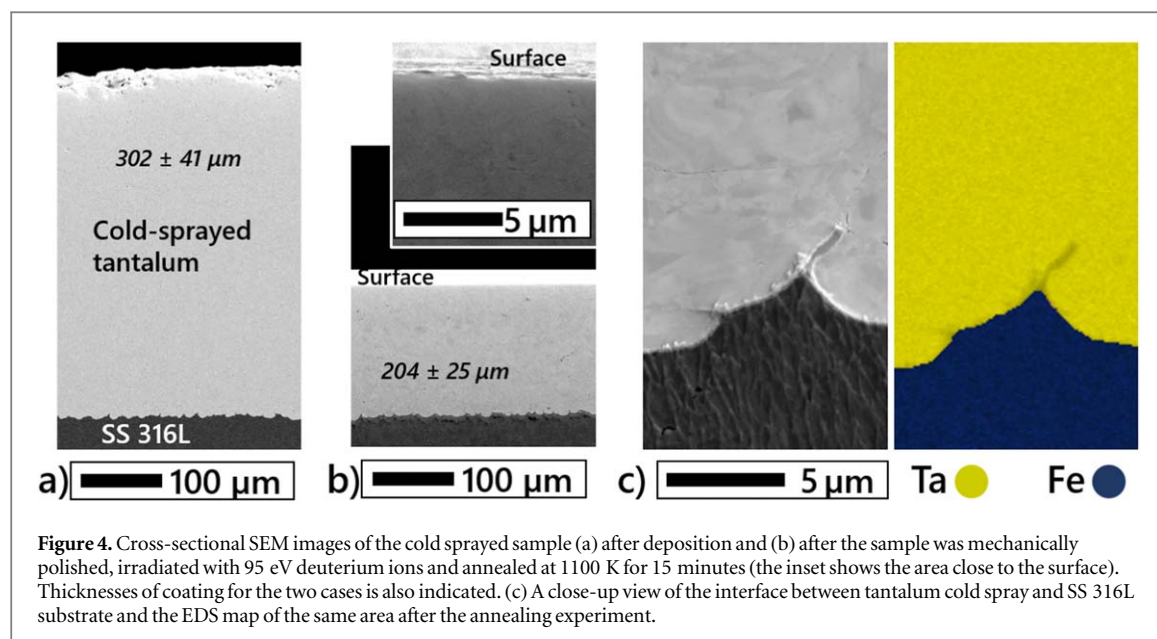 Surface
302 ± 41 µm
Cold-sprayed
tantalum
5 µm
Surface
204 ± 25 µm
SS 316L
a) 100 µm b) 100 µm c) 5 µm Ta Fe
Figure 4. Cross-sectional SEM images of the cold sprayed sample (a) after deposition and (b) after the sample was mechanically
polished, irradiated with 95 eV deuterium ions and annealed at 1100 K for 15 minutes (the inset shows the area close to the surface).
Thicknesses of coating for the two cases is also indicated. (c) A close-up view of the interface between tantalum cold spray and SS 316L
substrate and the EDS map of the same area after the annealing experiment.